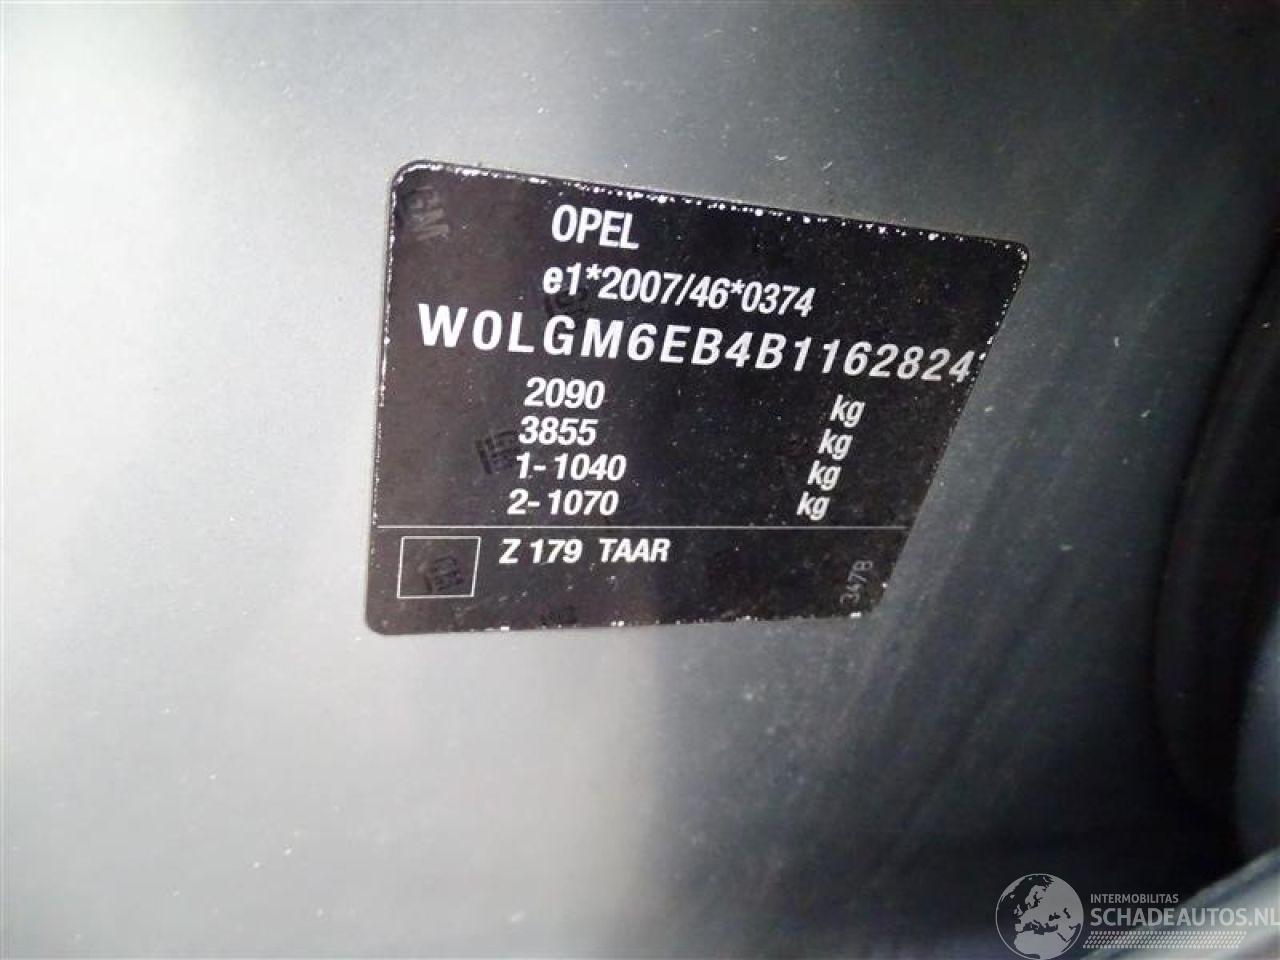 OPEL
e1*2007/46*0374
W0LGM6EB4B1162824
2090 kg
3855 kg
1-1040 kg
2-1070 kg
Z 179 TAAR
347B
INTERMOBILITAS
SCHADEAUTOS.NL